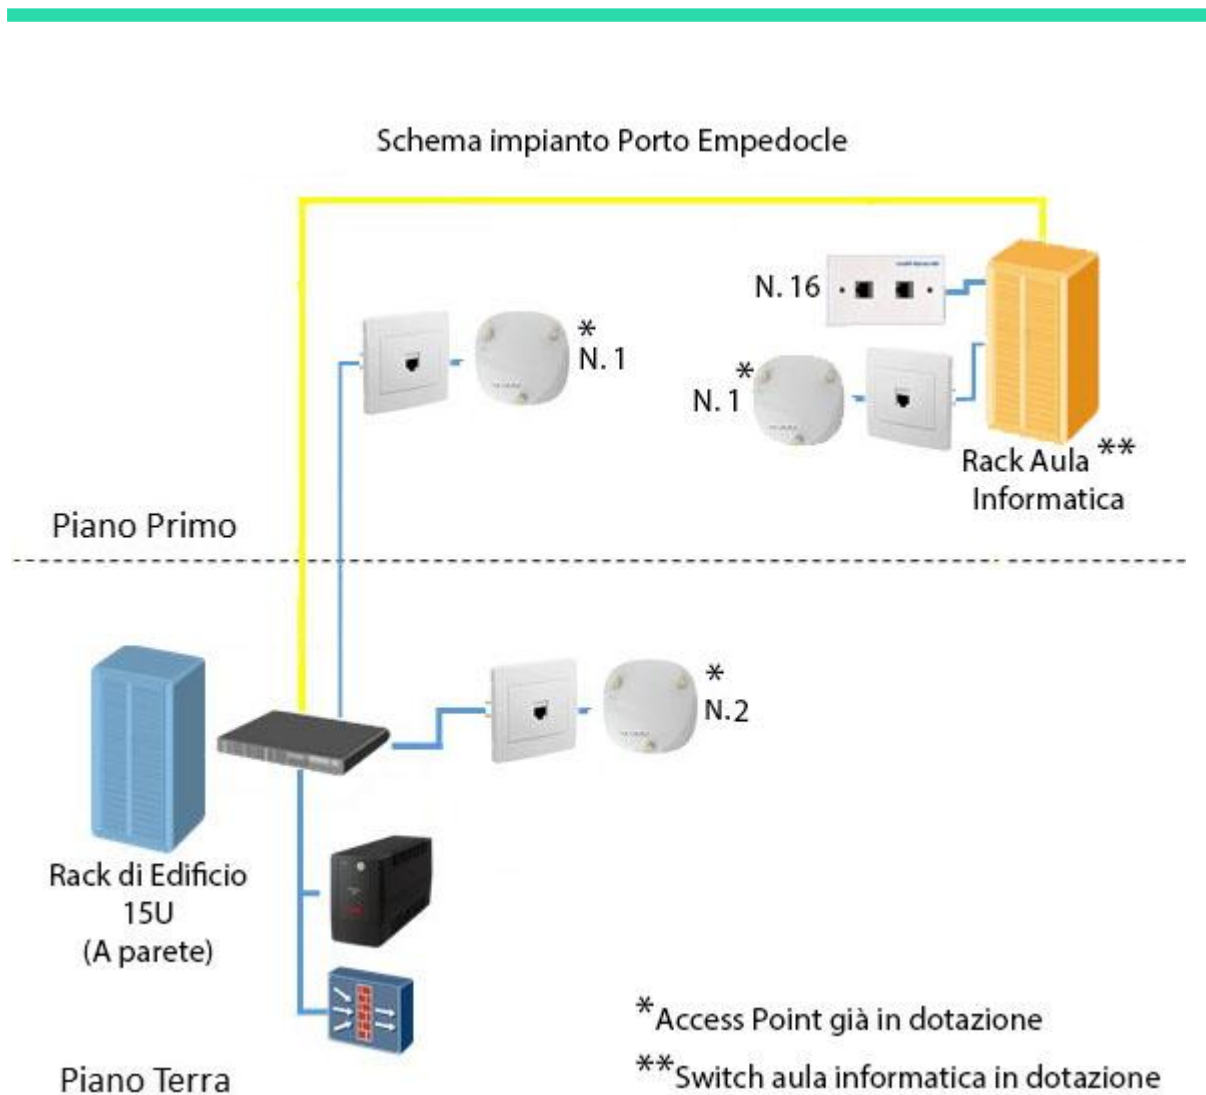 Schema impianto Porto Empedocle
N. 16
*
N. 1
*
N. 1
Rack Aula **
Informatica
Piano Primo
*
N.2
Rack di Edificio
15U
(A parete)
*Access Point già in dotazione
**Switch aula informatica in dotazione
Piano Terra